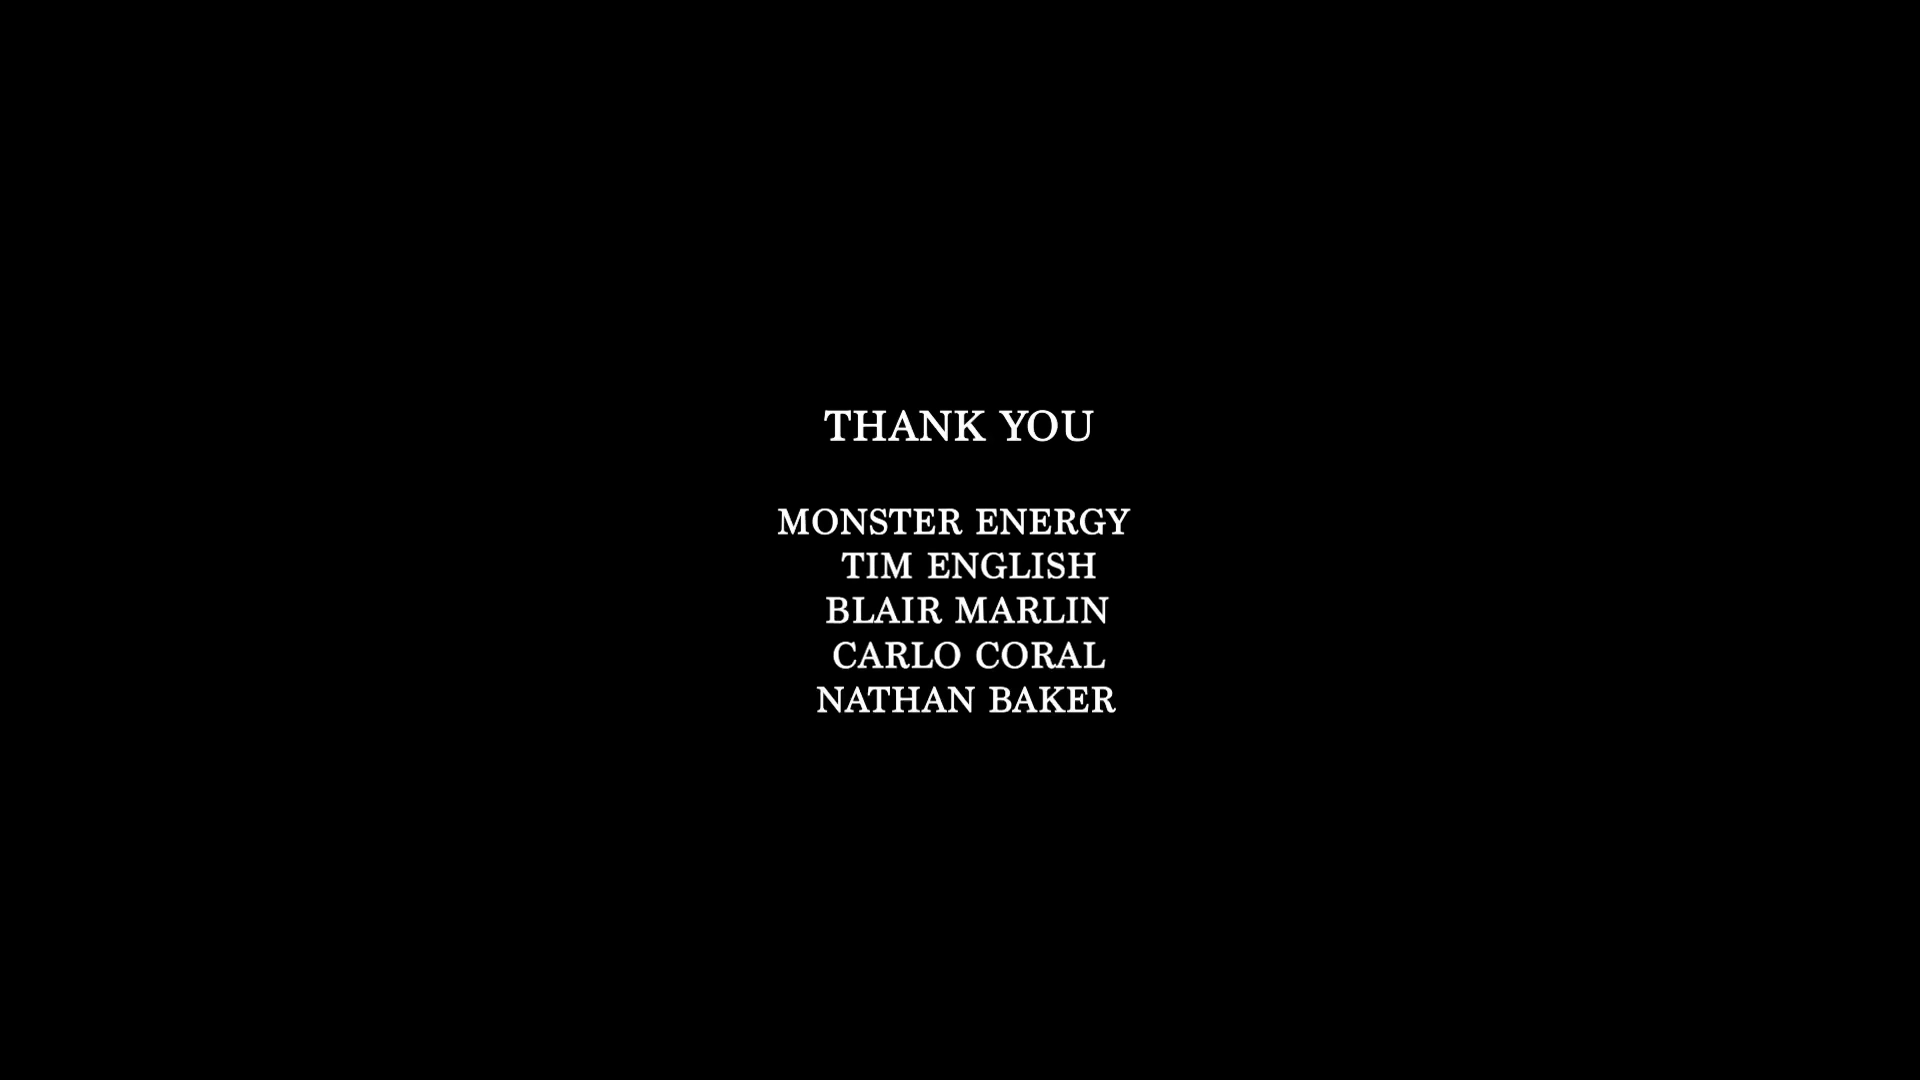 THANK YOU
MONSTER ENERGY
TIM ENGLISH
BLAIR MARLIN
CARLO CORAL
NATHAN BAKER